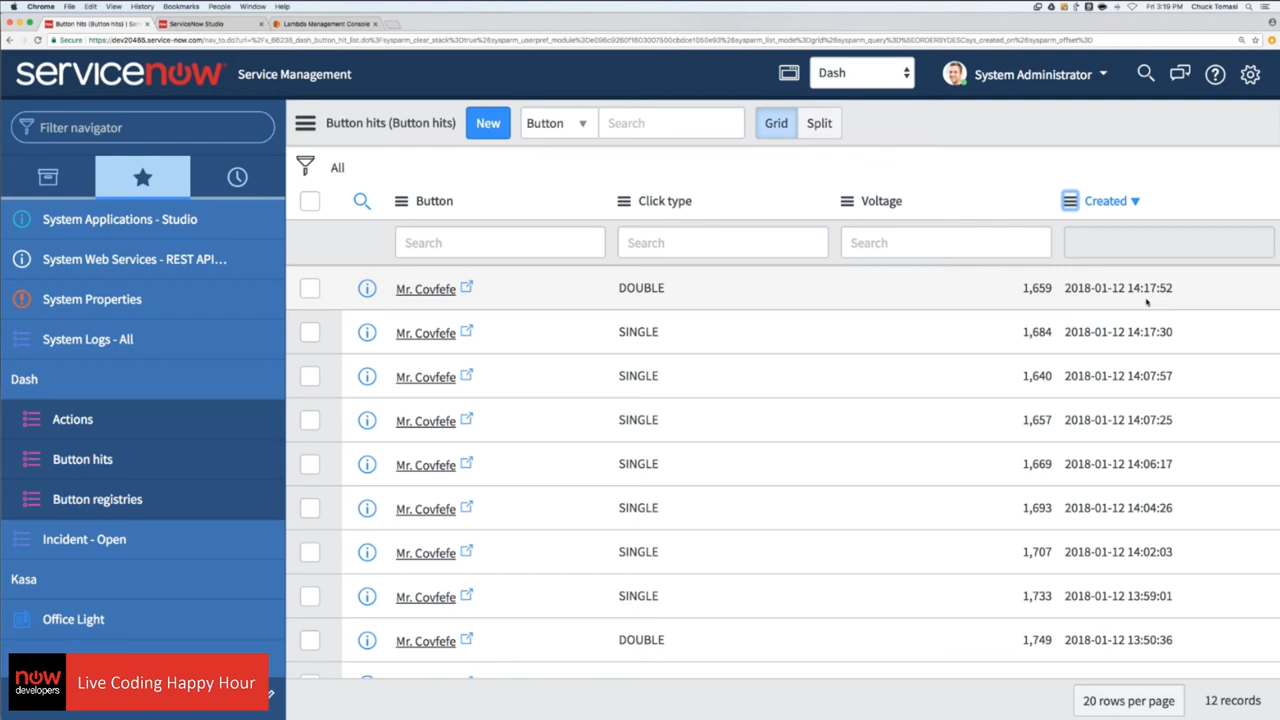 Chrome File Edit View History Bookmarks People Window Help
Fri 3:19 PM Chuck Tomasi
Button hits (Button hits) | Serv
ServiceNow Studio
Lambda Management Console
Secure
servicenow Service Management
Dash
System Administrator
Filter navigator
System Applications - Studio
System Web Services - REST API...
System Properties
System Logs - All
Dash
Actions
Button hits
Button registries
Incident - Open
Kasa
Office Light
now developers
Live Coding Happy Hour
Button hits (Button hits) New Button Search Grid Split
All
Button Click type Voltage Created
Search Search Search
Mr. Covfefe DOUBLE 1,659 2018-01-12 14:17:52
Mr. Covfefe SINGLE 1,684 2018-01-12 14:17:30
Mr. Covfefe SINGLE 1,640 2018-01-12 14:07:57
Mr. Covfefe SINGLE 1,657 2018-01-12 14:07:25
Mr. Covfefe SINGLE 1,669 2018-01-12 14:06:17
Mr. Covfefe SINGLE 1,693 2018-01-12 14:04:26
Mr. Covfefe SINGLE 1,707 2018-01-12 14:02:03
Mr. Covfefe SINGLE 1,733 2018-01-12 13:59:01
Mr. Covfefe DOUBLE 1,749 2018-01-12 13:50:36
20 rows per page 12 records